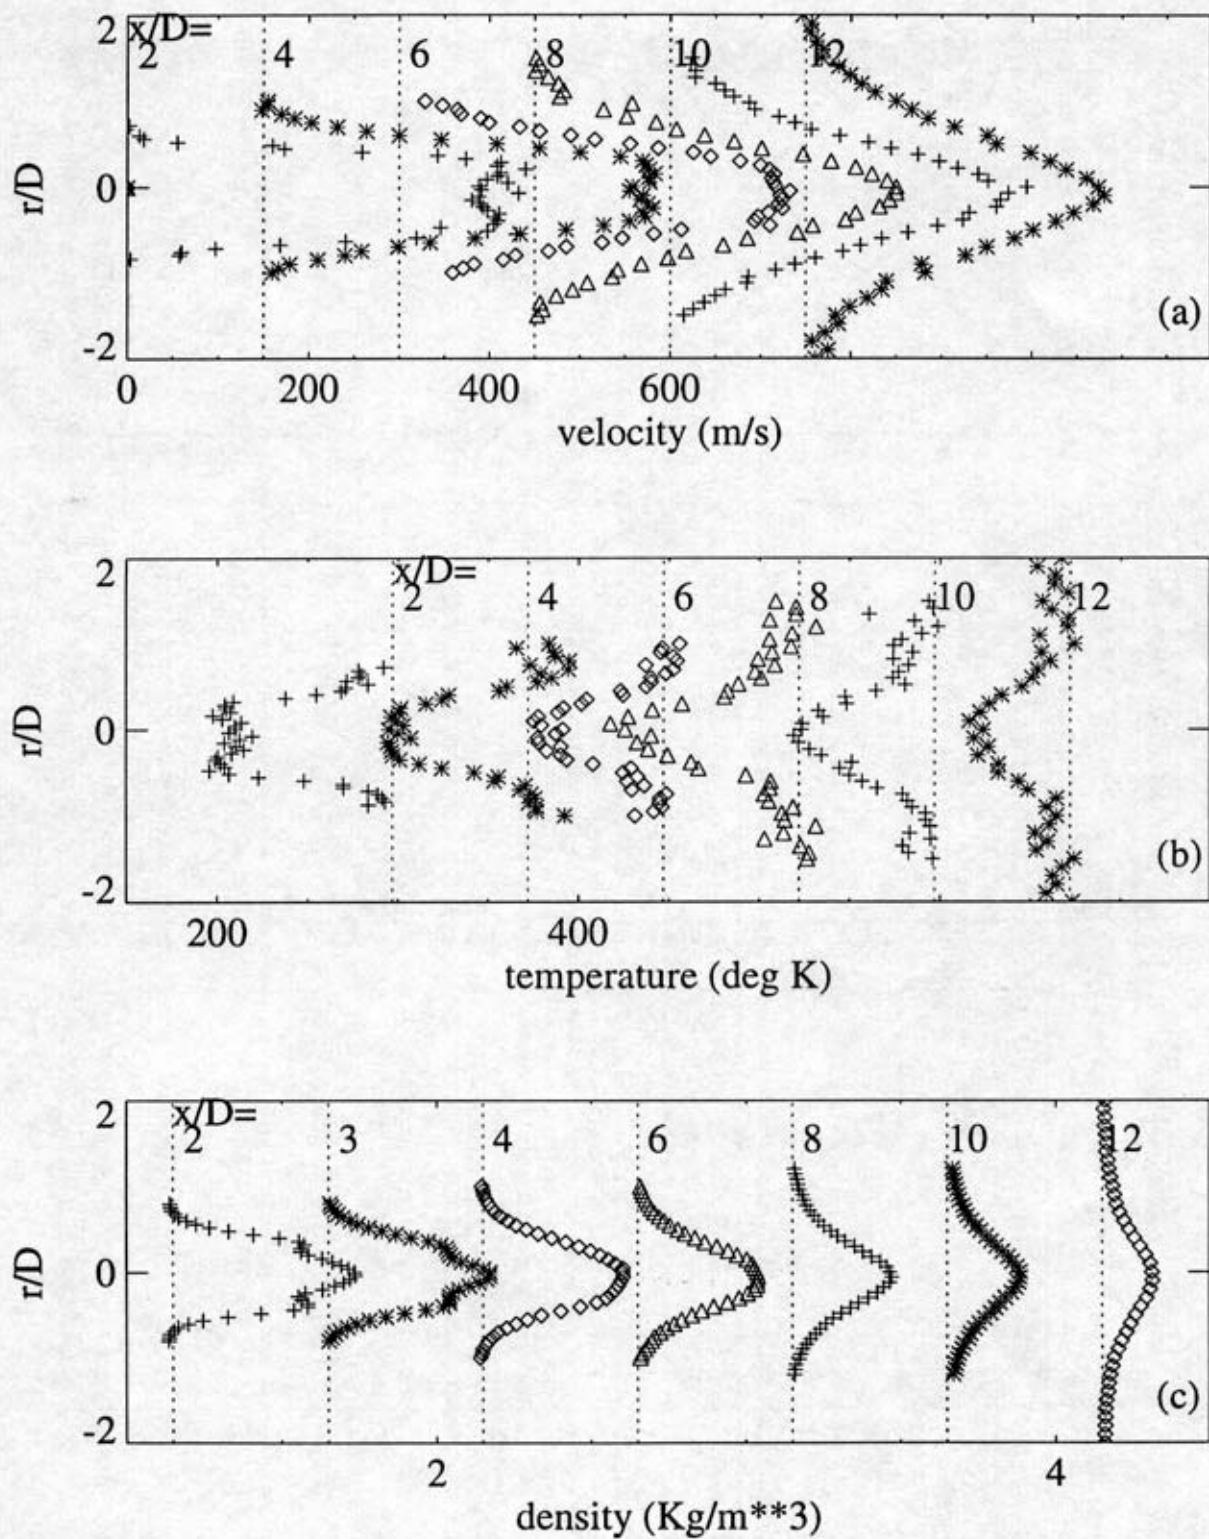 2
x/D=
2 4 6 8 10 12
r/D
0
(a)
-2
0 200 400 600
velocity (m/s)
2
x/D=
2 4 6 8 10 12
r/D
0
(b)
-2
200 400
temperature (deg K)
2
x/D=
2 3 4 6 8 10 12
r/D
0
(c)
-2
2 4
density (Kg/m**3)